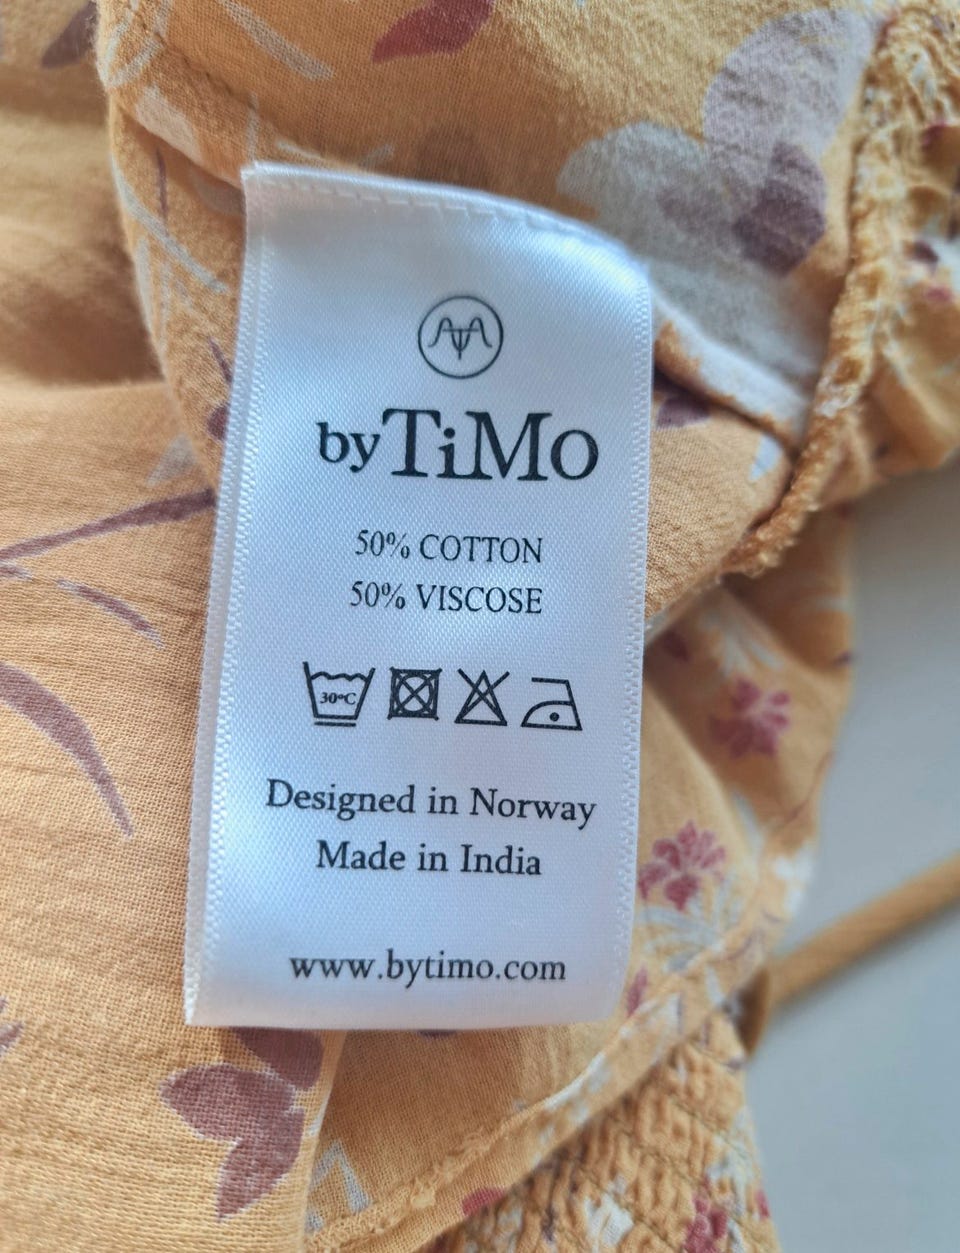 byTiMo
50% COTTON
50% VISCOSE
30°C
Designed in Norway
Made in India
www.bytimo.com